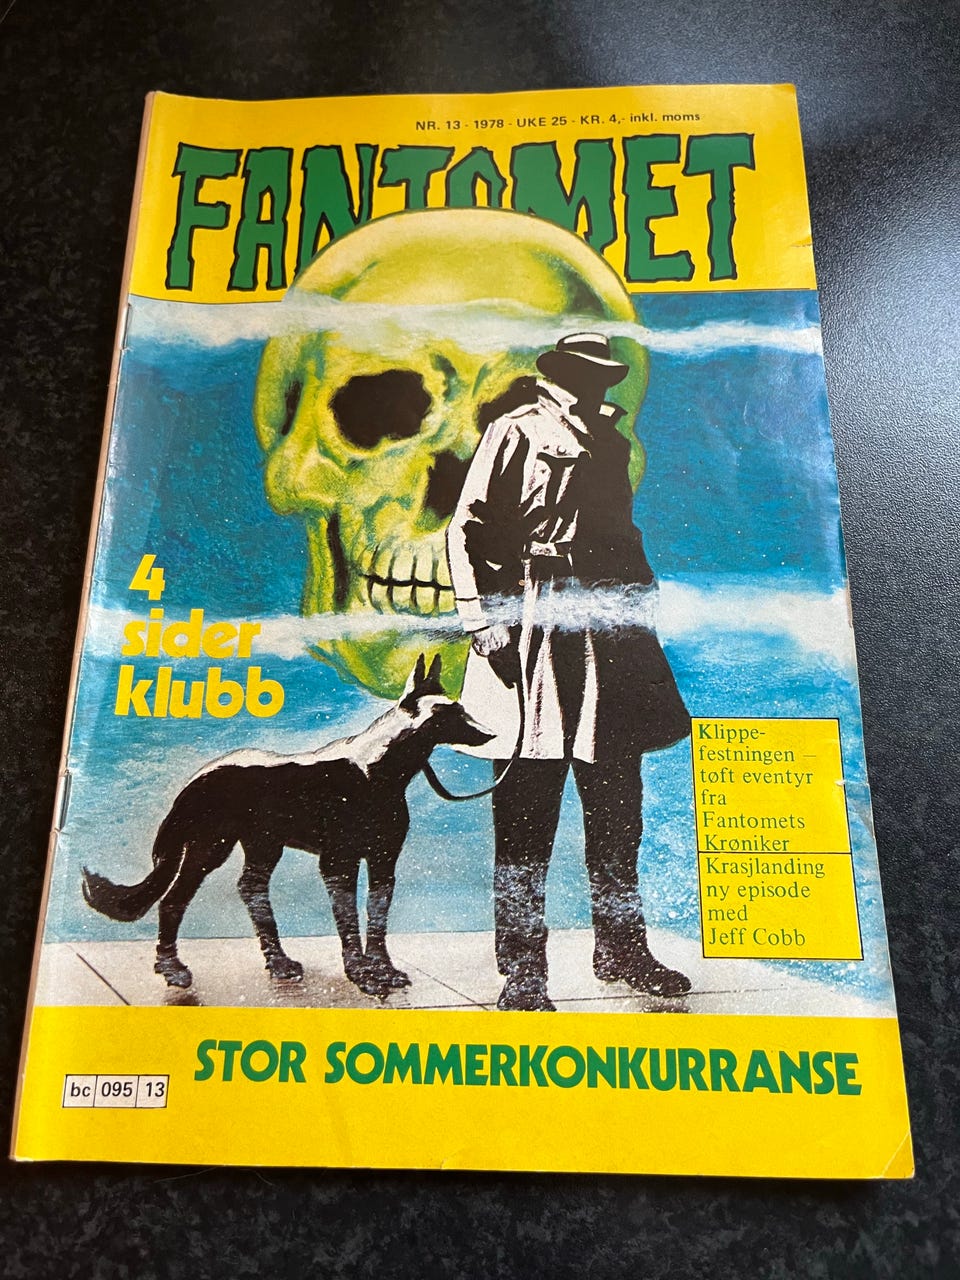 NR. 13 - 1978 - UKE 25 - KR. 4,- inkl. moms
FANTOMET
4
sider
klubb
Klippe-
festningen –
tøft eventyr
fra
Fantomets
Krøniker
Krasjlanding
ny episode
med
Jeff Cobb
STOR SOMMERKONKURRANSE
bc 095 13